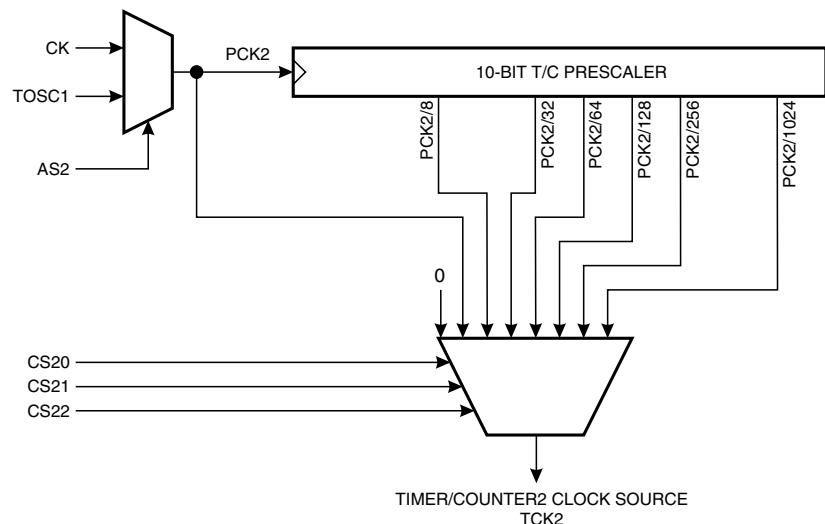 CK
PCK2
10-BIT T/C PRESCALER
TOSC1
AS2
PCK2/8
PCK2/32
PCK2/64
PCK2/128
PCK2/256
PCK2/1024
0
CS20
CS21
CS22
TIMER/COUNTER2 CLOCK SOURCE
TCK2